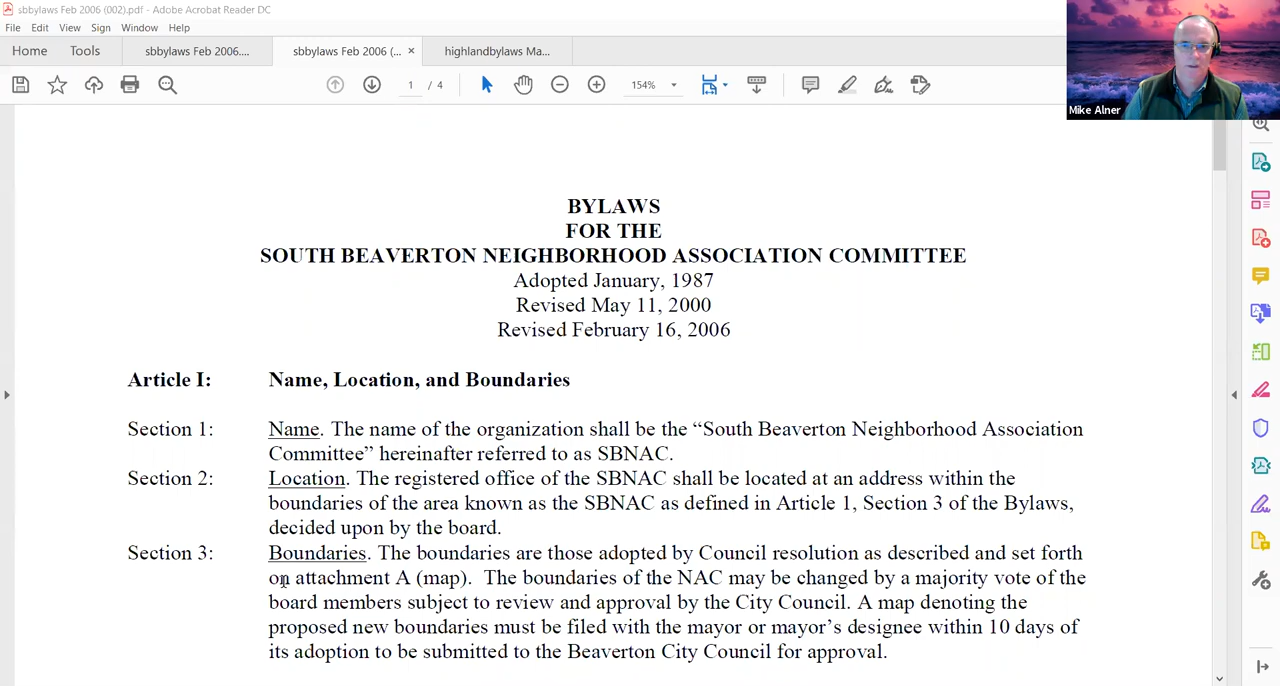 sbbylaws Feb 2006 (002).pdf - Adobe Acrobat Reader DC
File Edit View Sign Window Help
Home Tools sbbylaws Feb 2006.... sbbylaws Feb 2006 (... × highlandbylaws Ma...
1 / 4 154%
Mike Alner
BYLAWS
FOR THE
SOUTH BEAVERTON NEIGHBORHOOD ASSOCIATION COMMITTEE
Adopted January, 1987
Revised May 11, 2000
Revised February 16, 2006
Article I: Name, Location, and Boundaries
Section 1: Name. The name of the organization shall be the “South Beaverton Neighborhood Association
Committee” hereinafter referred to as SBNAC.
Section 2: Location. The registered office of the SBNAC shall be located at an address within the
boundaries of the area known as the SBNAC as defined in Article 1, Section 3 of the Bylaws,
decided upon by the board.
Section 3: Boundaries. The boundaries are those adopted by Council resolution as described and set forth
on attachment A (map). The boundaries of the NAC may be changed by a majority vote of the
board members subject to review and approval by the City Council. A map denoting the
proposed new boundaries must be filed with the mayor or mayor’s designee within 10 days of
its adoption to be submitted to the Beaverton City Council for approval.